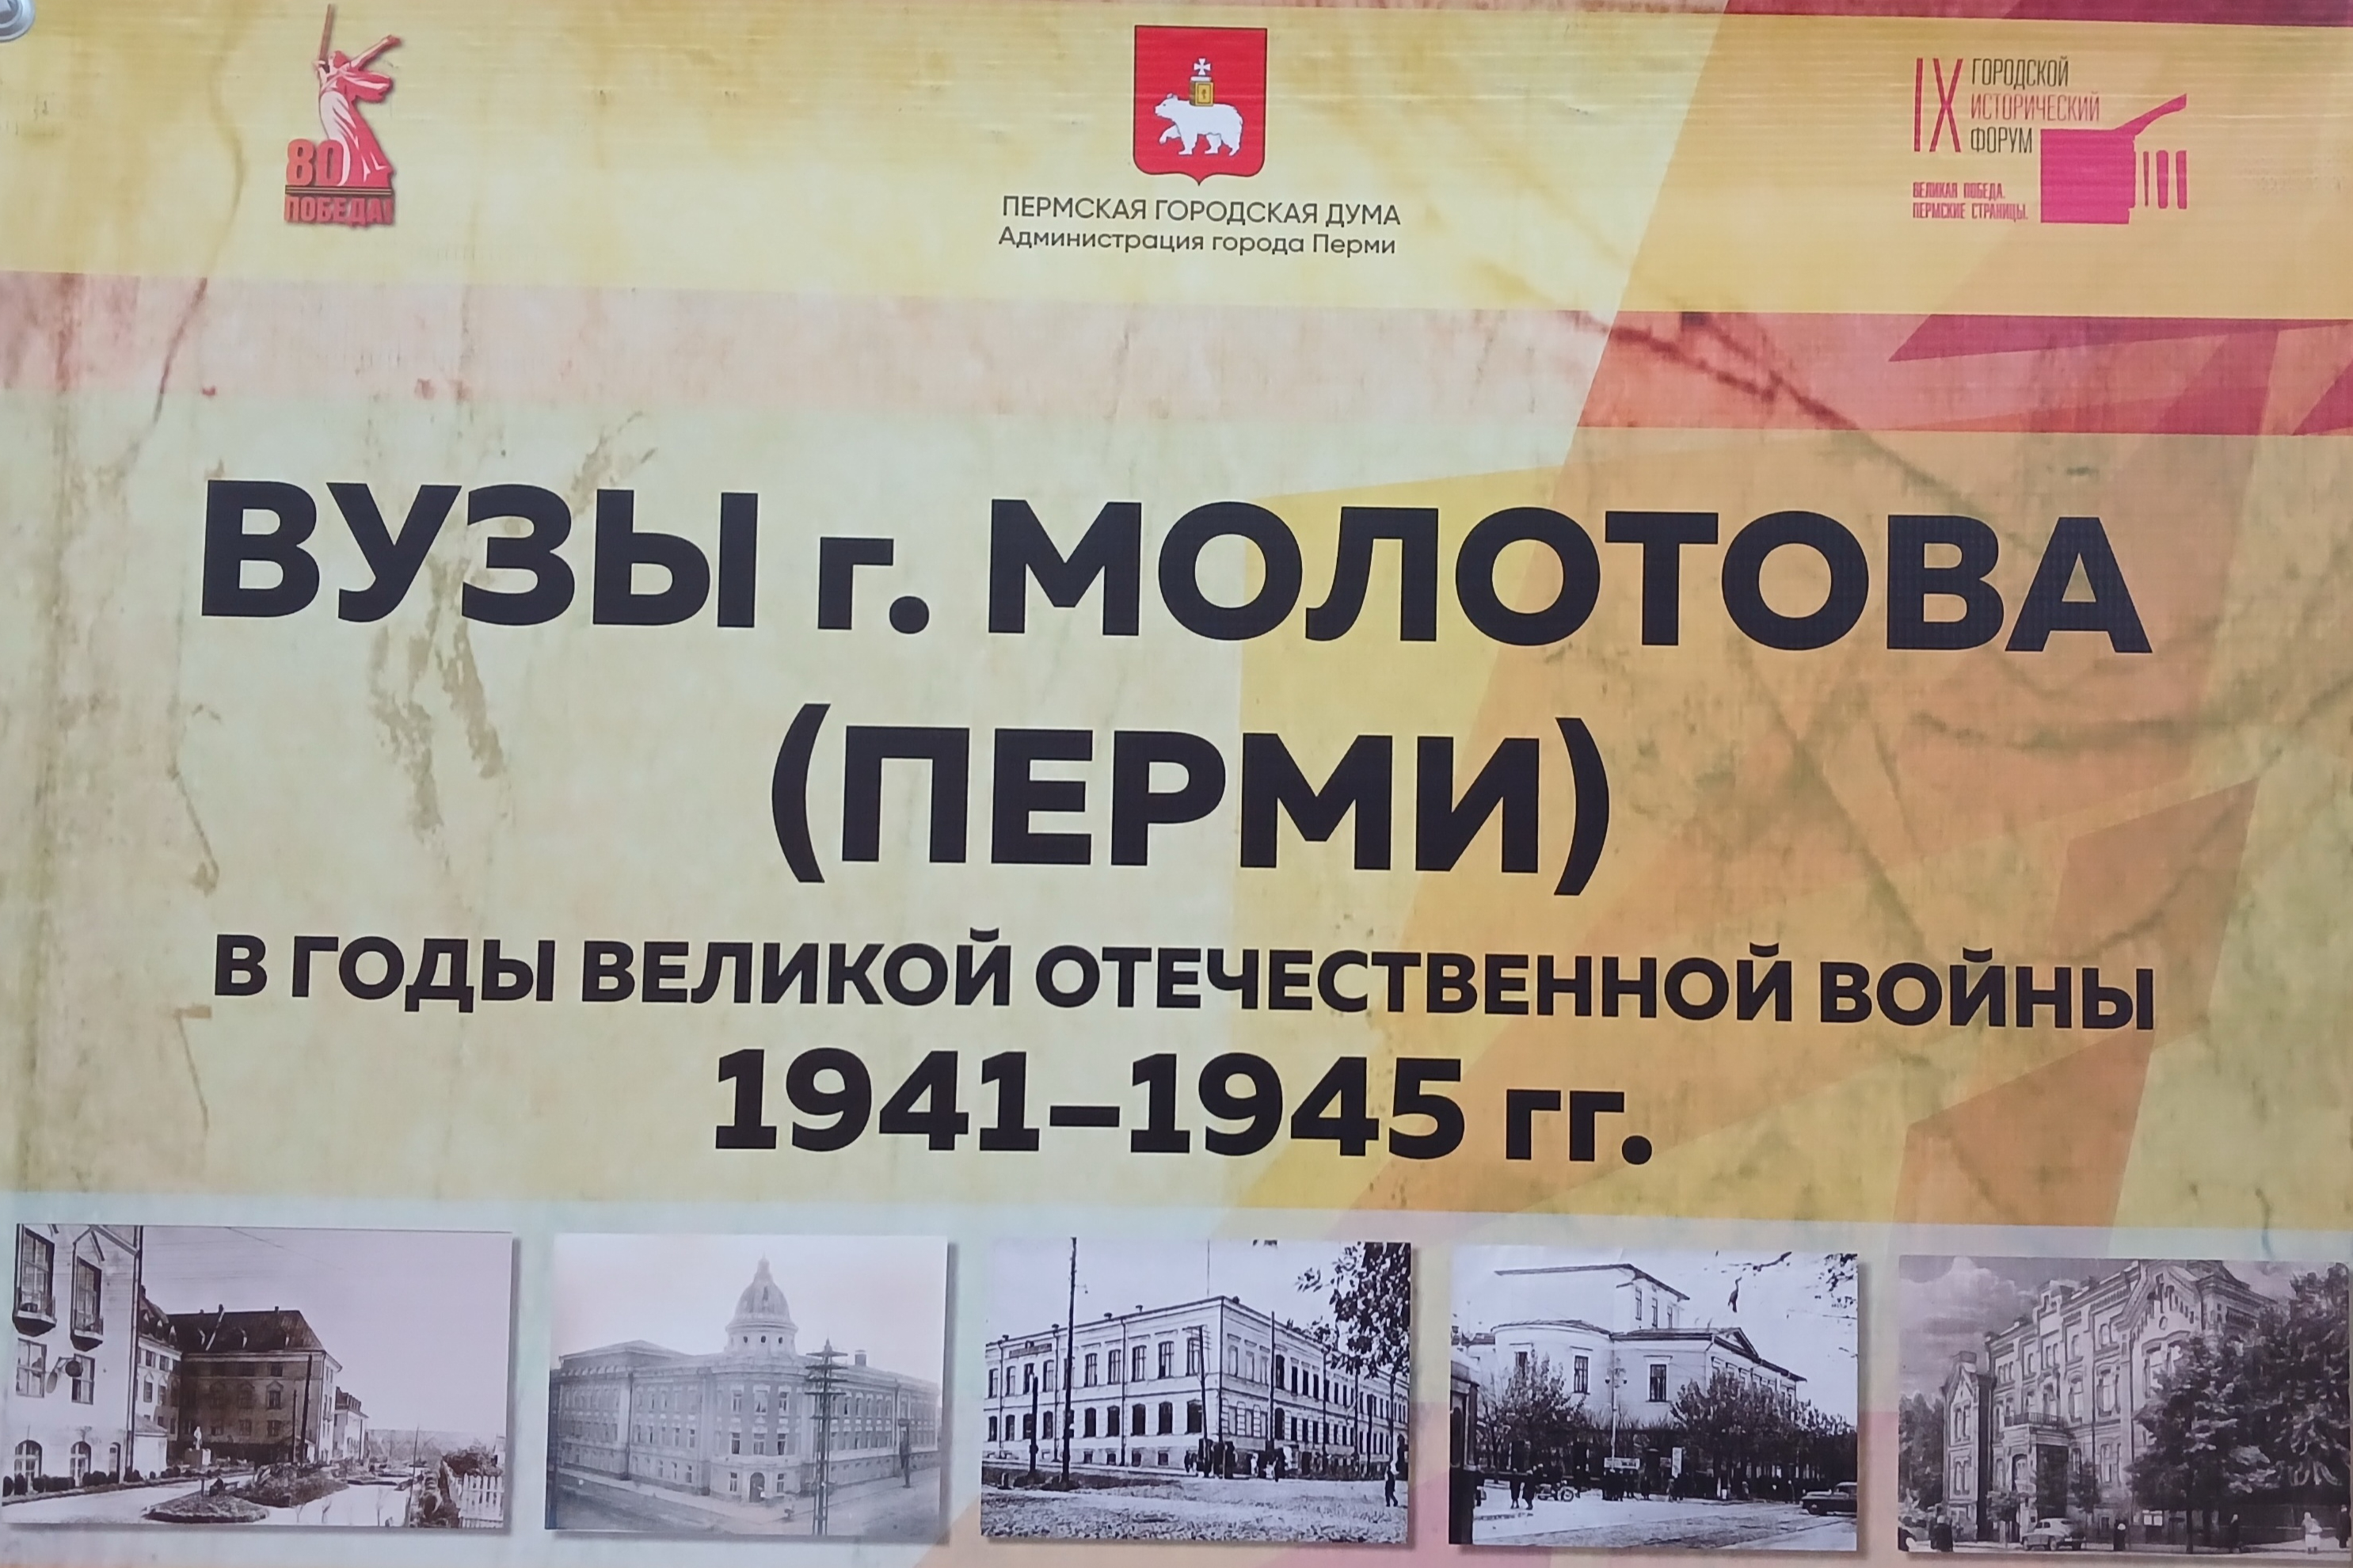 80
ПОБЕДА!
ПЕРМСКАЯ ГОРОДСКАЯ ДУМА
Администрация города Перми
IX
ГОРОДСКОЙ
ИСТОРИЧЕСКИЙ
ФОРУМ
ВЕЛИКАЯ ПОБЕДА.
ПЕРМСКИЕ СТРАНИЦЫ.
ВУЗЫ г. МОЛОТОВА
(ПЕРМИ)
В ГОДЫ ВЕЛИКОЙ ОТЕЧЕСТВЕННОЙ ВОЙНЫ
1941–1945 гг.